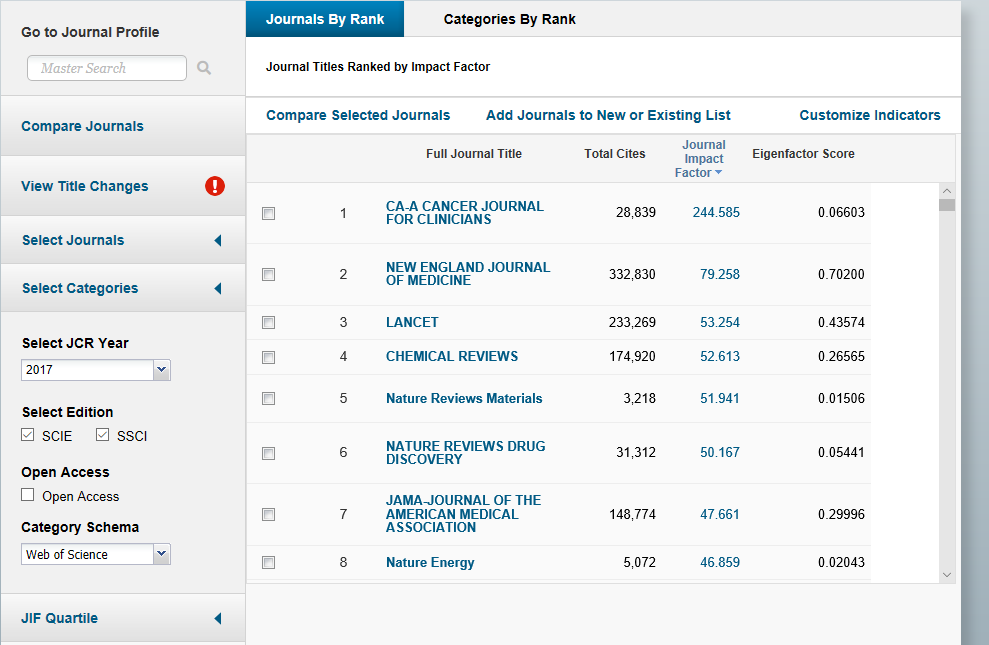 Go to Journal Profile
Master Search
Compare Journals
View Title Changes
Select Journals
Select Categories
Select JCR Year
2017
Select Edition
SCIE SSCI
Open Access
Open Access
Category Schema
Web of Science
JIF Quartile
Journals By Rank Categories By Rank
Journal Titles Ranked by Impact Factor
Compare Selected Journals Add Journals to New or Existing List Customize Indicators
Full Journal Title Total Cites Journal
Impact
Factor Eigenfactor Score
1 CA-A CANCER JOURNAL
FOR CLINICIANS 28,839 244.585 0.06603
2 NEW ENGLAND JOURNAL
OF MEDICINE 332,830 79.258 0.70200
3 LANCET 233,269 53.254 0.43574
4 CHEMICAL REVIEWS 174,920 52.613 0.26565
5 Nature Reviews Materials 3,218 51.941 0.01506
6 NATURE REVIEWS DRUG
DISCOVERY 31,312 50.167 0.05441
7 JAMA-JOURNAL OF THE
AMERICAN MEDICAL
ASSOCIATION 148,774 47.661 0.29996
8 Nature Energy 5,072 46.859 0.02043